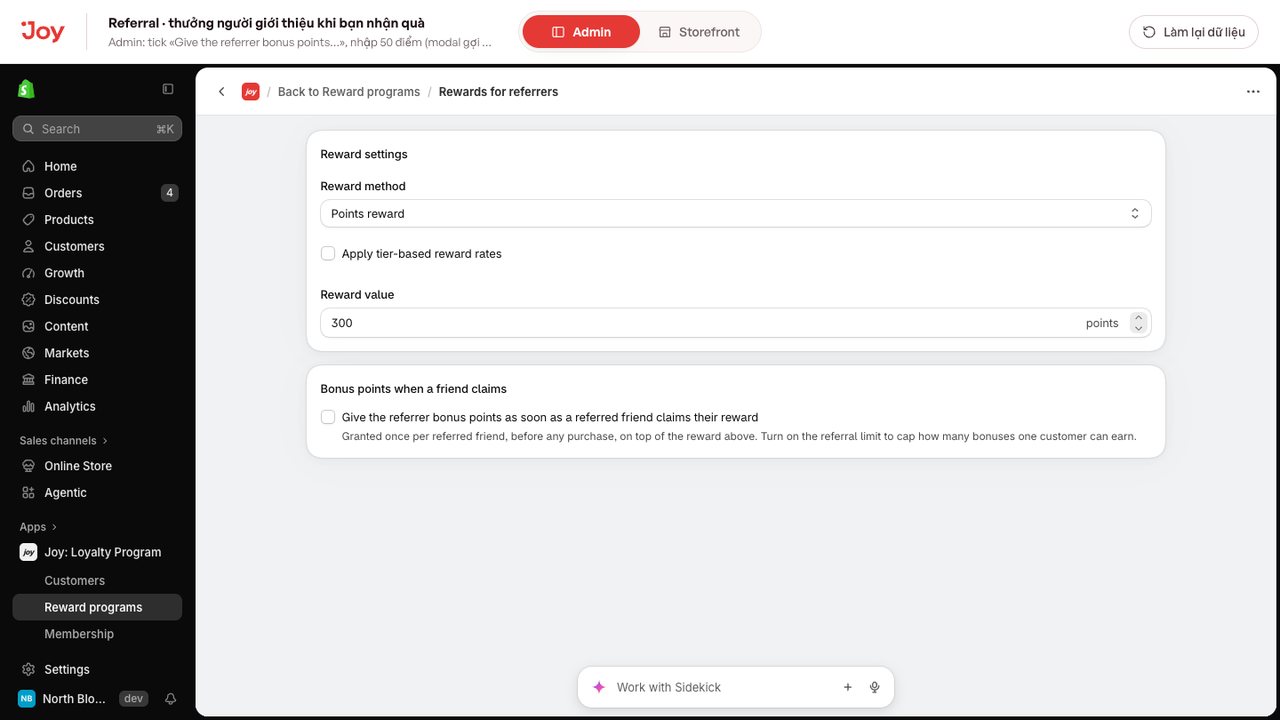 Joy
Referral · thưởng người giới thiệu khi bạn nhận quà
Admin: tick «Give the referrer bonus points...», nhập 50 điểm (modal gợi ...
Admin
Storefront
Làm lại dữ liệu
Search
⌘K
Home
Orders
4
Products
Customers
Growth
Discounts
Content
Markets
Finance
Analytics
Sales channels
Online Store
Agentic
Apps
joy
Joy: Loyalty Program
Customers
Reward programs
Membership
Settings
NB
North Blo...
dev
joy
/ Back to Reward programs / Rewards for referrers
Reward settings
Reward method
Points reward
Apply tier-based reward rates
Reward value
300
points
Bonus points when a friend claims
Give the referrer bonus points as soon as a referred friend claims their reward
Granted once per referred friend, before any purchase, on top of the reward above. Turn on the referral limit to cap how many bonuses one customer can earn.
Work with Sidekick